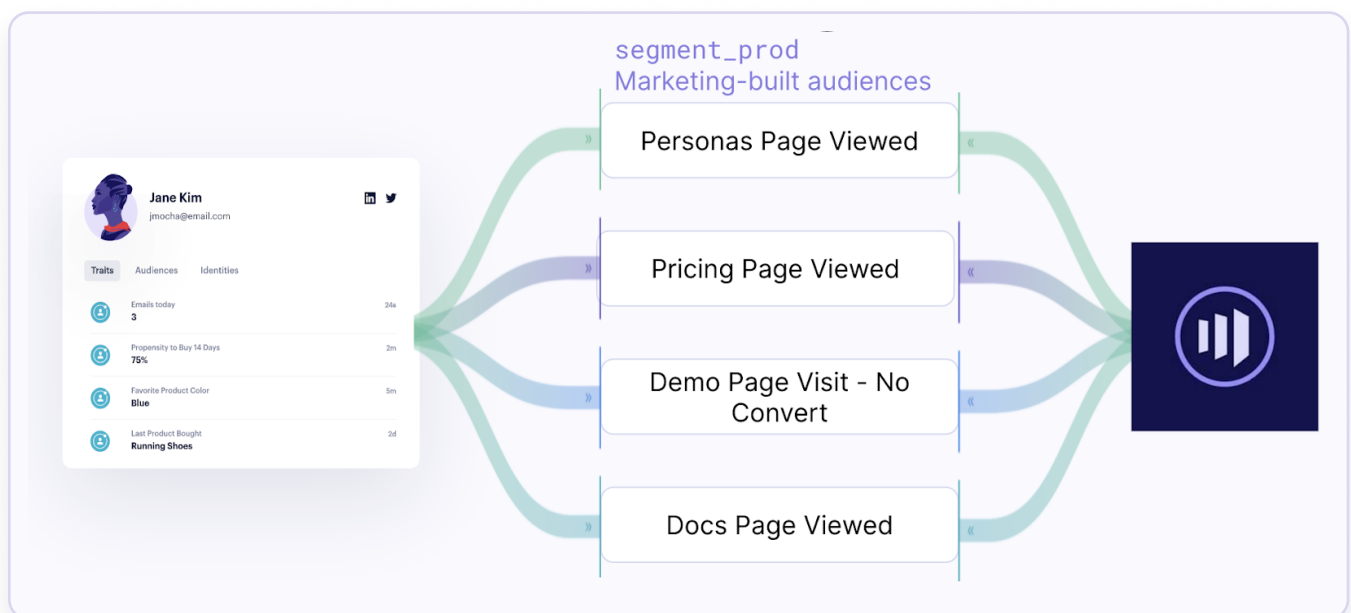 segment_prod
Marketing-built audiences
Personas Page Viewed
Jane Kim
jmocha@email.com
Traits Audiences Identities
Emails today 24s
3
Propensity to Buy 14 Days 2m
75%
Favorite Product Color 5m
Blue
Last Product Bought 2d
Running Shoes
Pricing Page Viewed
Demo Page Visit - No
Convert
Docs Page Viewed